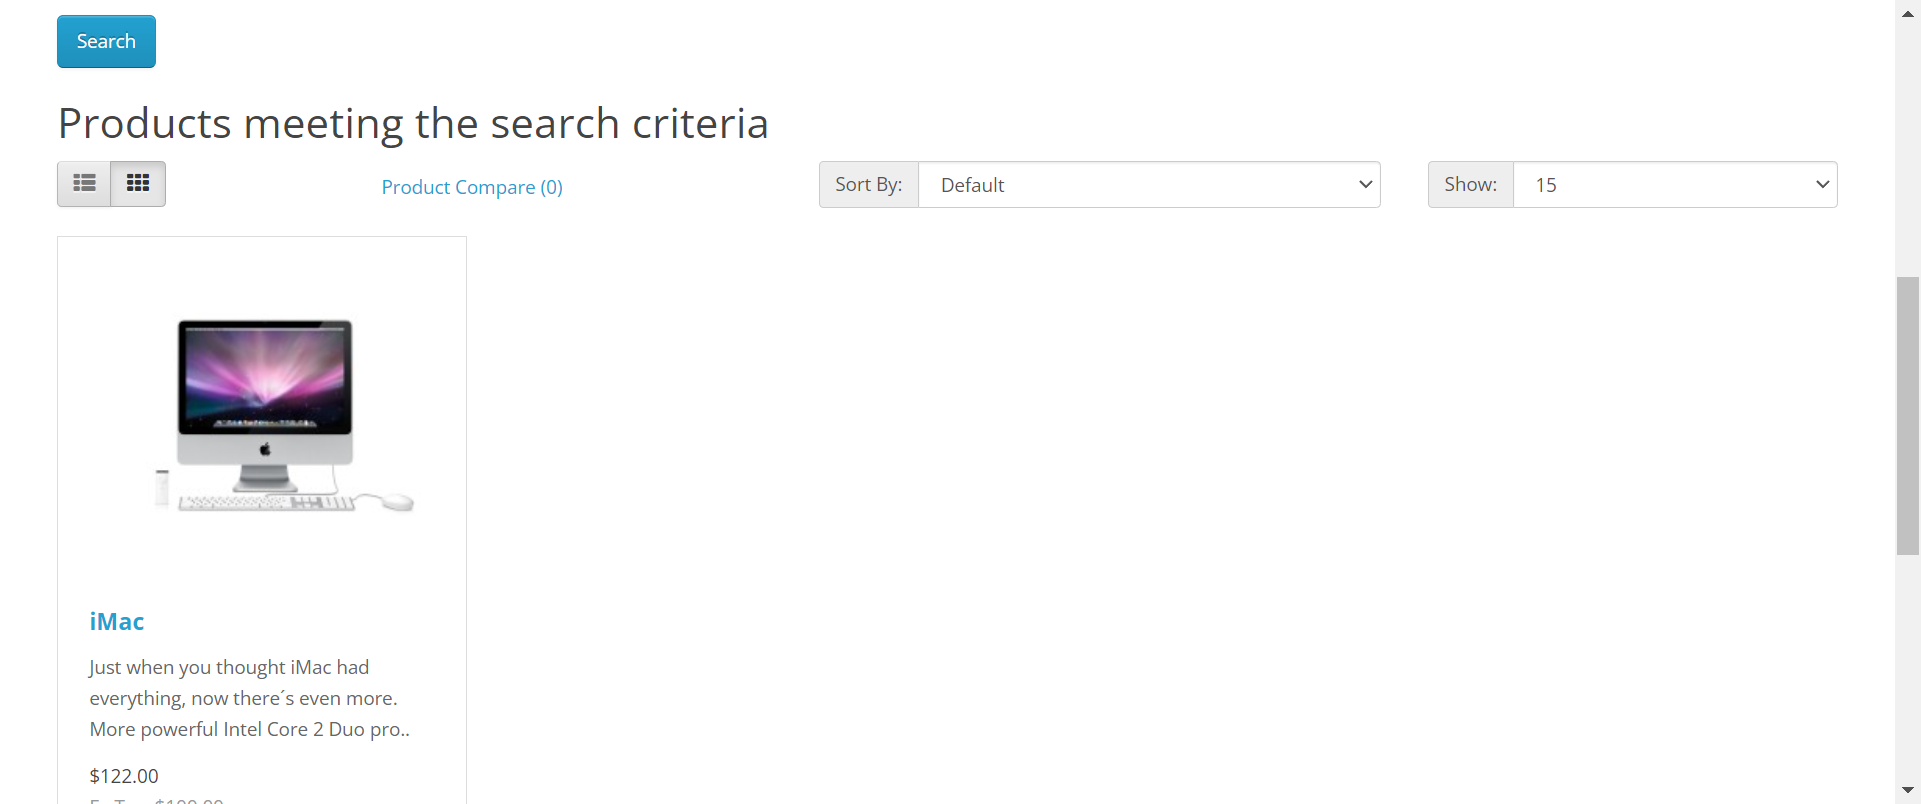 Search
Products meeting the search criteria
Product Compare (0)
Sort By:
Default
Show:
15
iMac
Just when you thought iMac had
everything, now there´s even more.
More powerful Intel Core 2 Duo pro..
$122.00